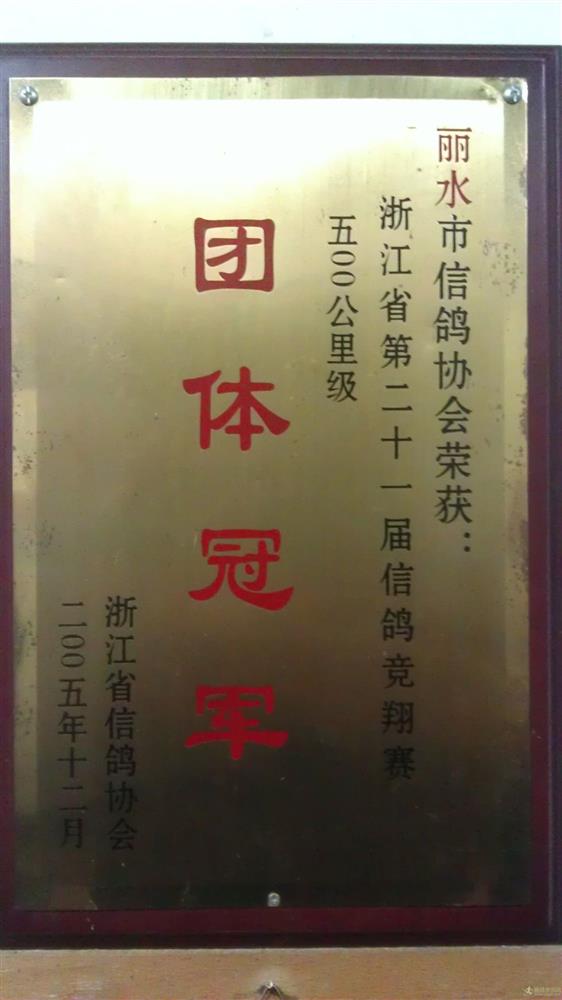 丽水市信鸽协会荣获：
浙江省第二十一届信鸽竞翔赛
五00公里级
团体冠军
浙江省信鸽协会
二00五年十二月